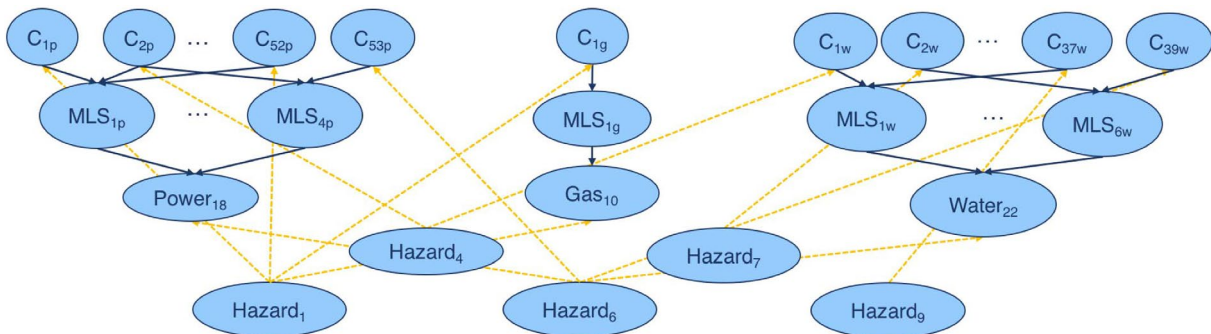 C1p C2p ... C52p C53p C1g C1w C2w ... C37w C39w
MLS1p ... MLS4p MLS1g MLS1w ... MLS6w
Power18 Gas10 Water22
Hazard4 Hazard7
Hazard1 Hazard6 Hazard9